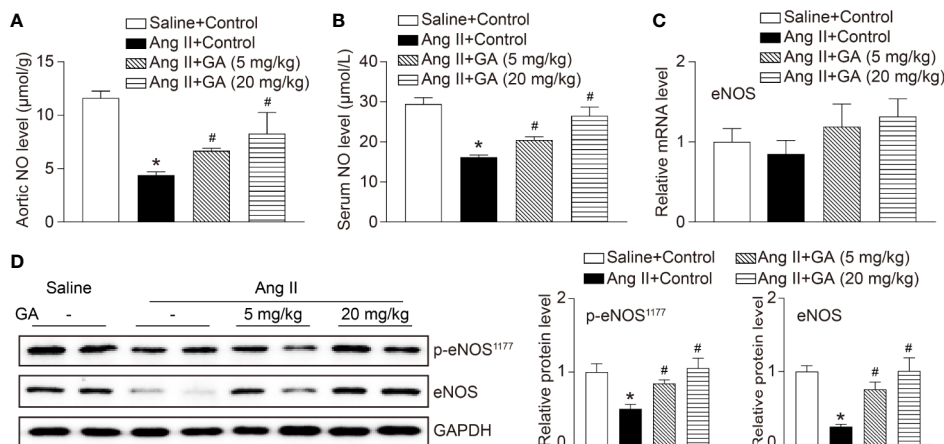 A
Saline+Control
Ang II+Control
Ang II+GA (5 mg/kg)
Ang II+GA (20 mg/kg)
Aortic NO level (μmol/g)
15
10
5
0
*
#
#
B
Saline+Control
Ang II+Control
Ang II+GA (5 mg/kg)
Ang II+GA (20 mg/kg)
Serum NO level (μmol/L)
40
30
20
10
0
*
#
#
C
Saline+Control
Ang II+Control
Ang II+GA (5 mg/kg)
Ang II+GA (20 mg/kg)
Relative mRNA level
2
1
0
eNOS
D
Saline Ang II
GA - - 5 mg/kg 20 mg/kg
p-eNOS¹¹⁷⁷
eNOS
GAPDH
Saline+Control Ang II+GA (5 mg/kg)
Ang II+Control Ang II+GA (20 mg/kg)
Relative protein level
2
1
0
p-eNOS¹¹⁷⁷
*
#
#
Relative protein level
2
1
0
eNOS
*
#
#